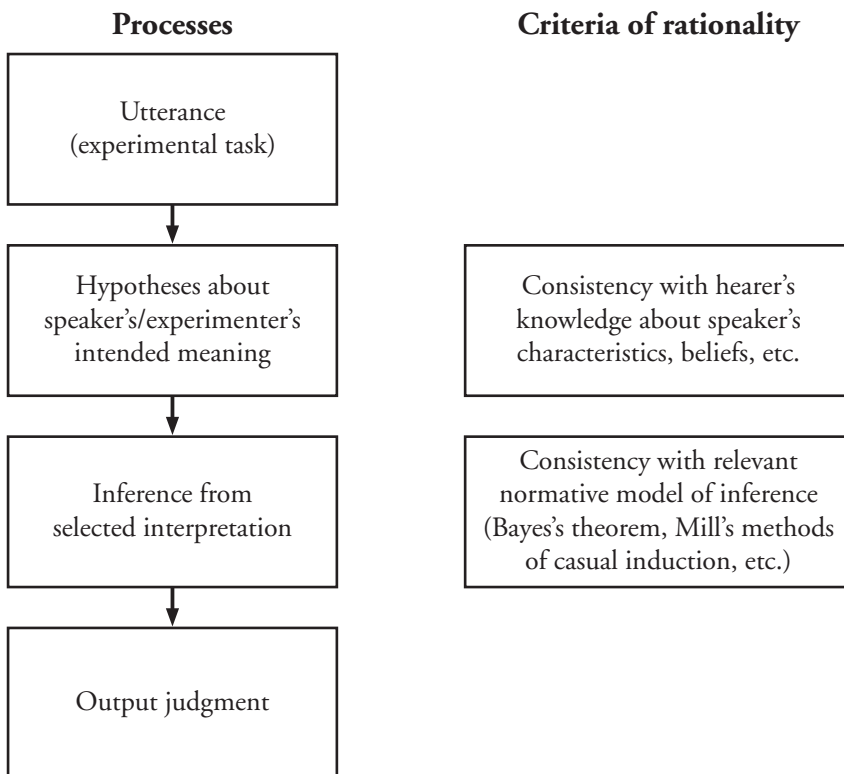 Processes
Criteria of rationality
Utterance
(experimental task)
Hypotheses about
speaker's/experimenter's
intended meaning
Consistency with hearer's
knowledge about speaker's
characteristics, beliefs, etc.
Inference from
selected interpretation
Consistency with relevant
normative model of inference
(Bayes's theorem, Mill's methods
of casual induction, etc.)
Output judgment